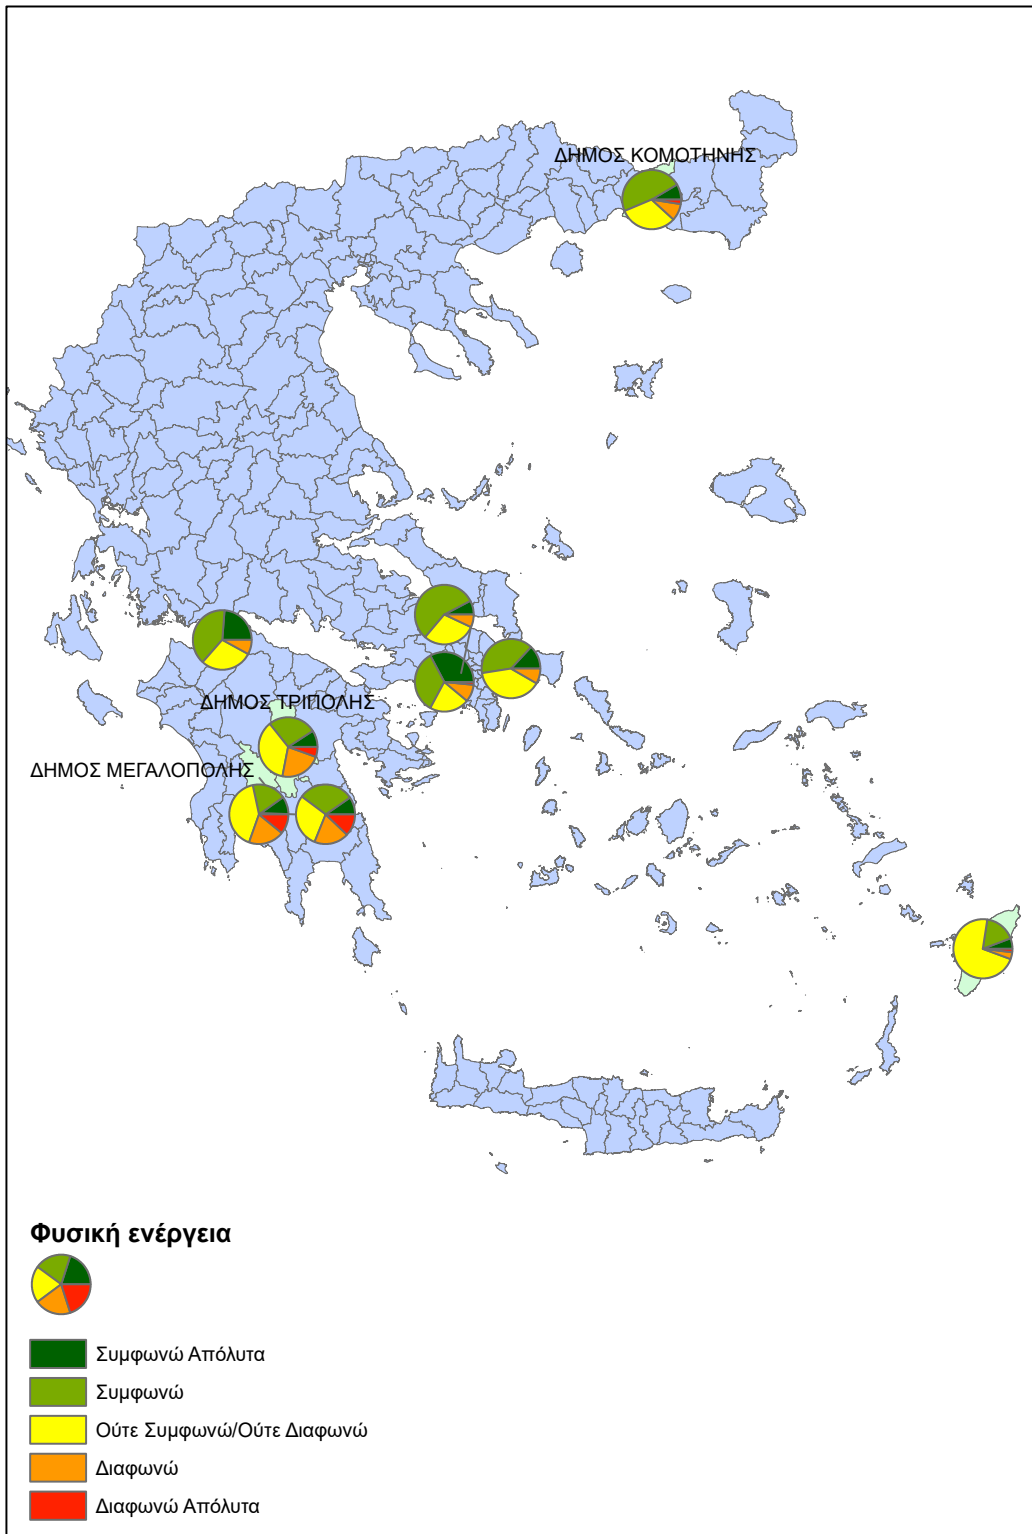 ΔΗΜΟΣ ΚΟΜΟΤΗΝΗΣ
ΔΗΜΟΣ ΤΡΙΠΟΛΗΣ
ΔΗΜΟΣ ΜΕΓΑΛΟΠΟΛΗΣ
Φυσική ενέργεια
Συμφωνώ Απόλυτα
Συμφωνώ
Ούτε Συμφωνώ/Ούτε Διαφωνώ
Διαφωνώ
Διαφωνώ Απόλυτα